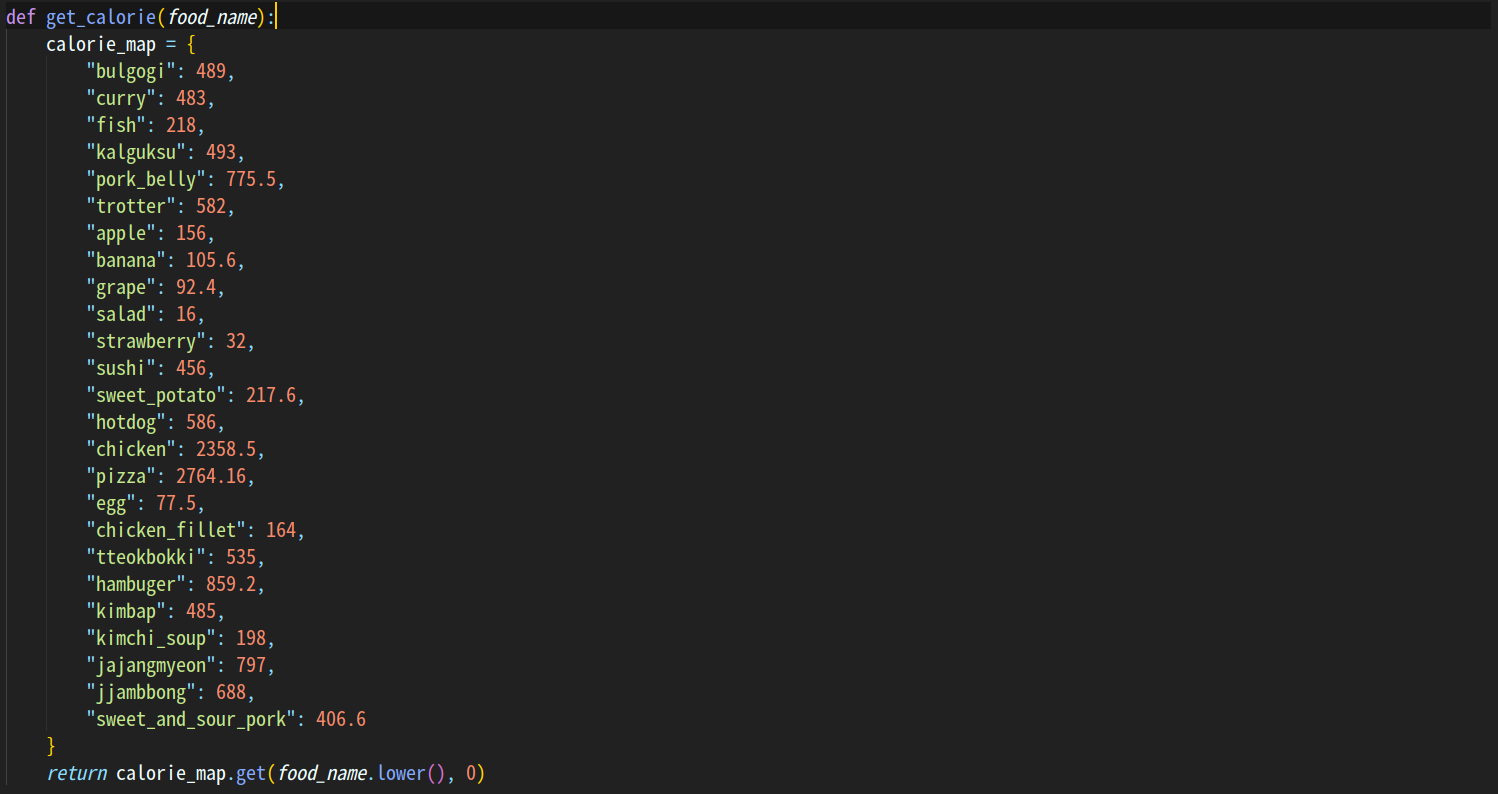 def get_calorie(food_name):
    calorie_map = {
        "bulgogi": 489,
        "curry": 483,
        "fish": 218,
        "kalguksu": 493,
        "pork_belly": 775.5,
        "trotter": 582,
        "apple": 156,
        "banana": 105.6,
        "grape": 92.4,
        "salad": 16,
        "strawberry": 32,
        "sushi": 456,
        "sweet_potato": 217.6,
        "hotdog": 586,
        "chicken": 2358.5,
        "pizza": 2764.16,
        "egg": 77.5,
        "chicken_fillet": 164,
        "tteokbokki": 535,
        "hambuger": 859.2,
        "kimbap": 485,
        "kimchi_soup": 198,
        "jajangmyeon": 797,
        "jjambbong": 688,
        "sweet_and_sour_pork": 406.6
    }
    return calorie_map.get(food_name.lower(), 0)